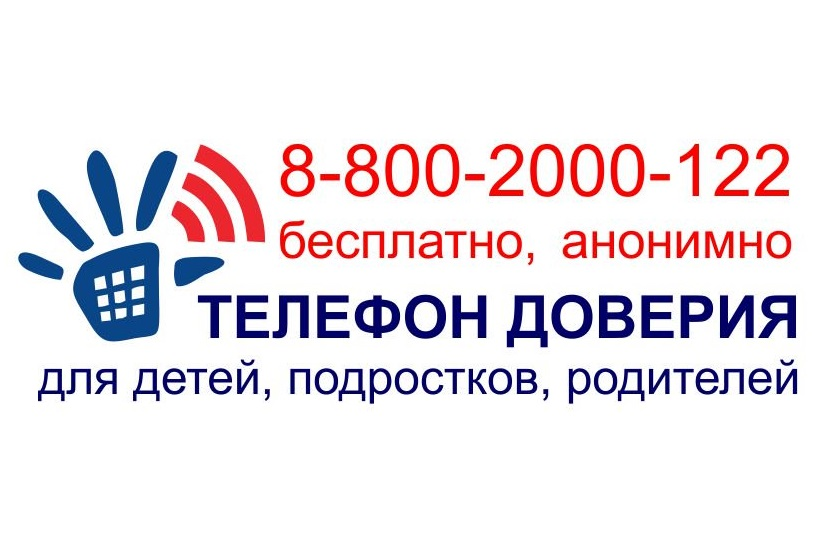 8-800-2000-122
бесплатно, анонимно
ТЕЛЕФОН ДОВЕРИЯ
для детей, подростков, родителей